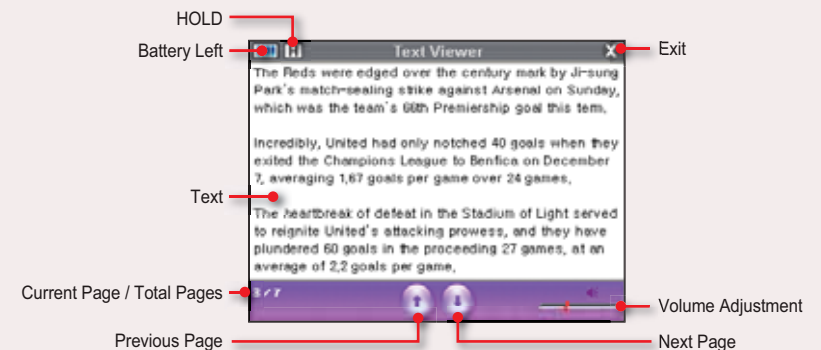 HOLD
Battery Left
Text Viewer
X
Exit
The Reds were edged over the century mark by Ji-sung
Park's match-sealing strike against Arsenal on Sunday,
which was the team's 66th Premiership goal this term.
Incredibly, United had only notched 40 goals when they
exited the Champions League to Benfica on December
7, averaging 1,67 goals per game over 24 games,
Text
The heartbreak of defeat in the Stadium of Light served
to reignite United's attacking prowess, and they have
plundered 60 goals in the proceeding 27 games, at an
average of 2,2 goals per game,
Current Page / Total Pages
3 / 7
Volume Adjustment
Previous Page
Next Page